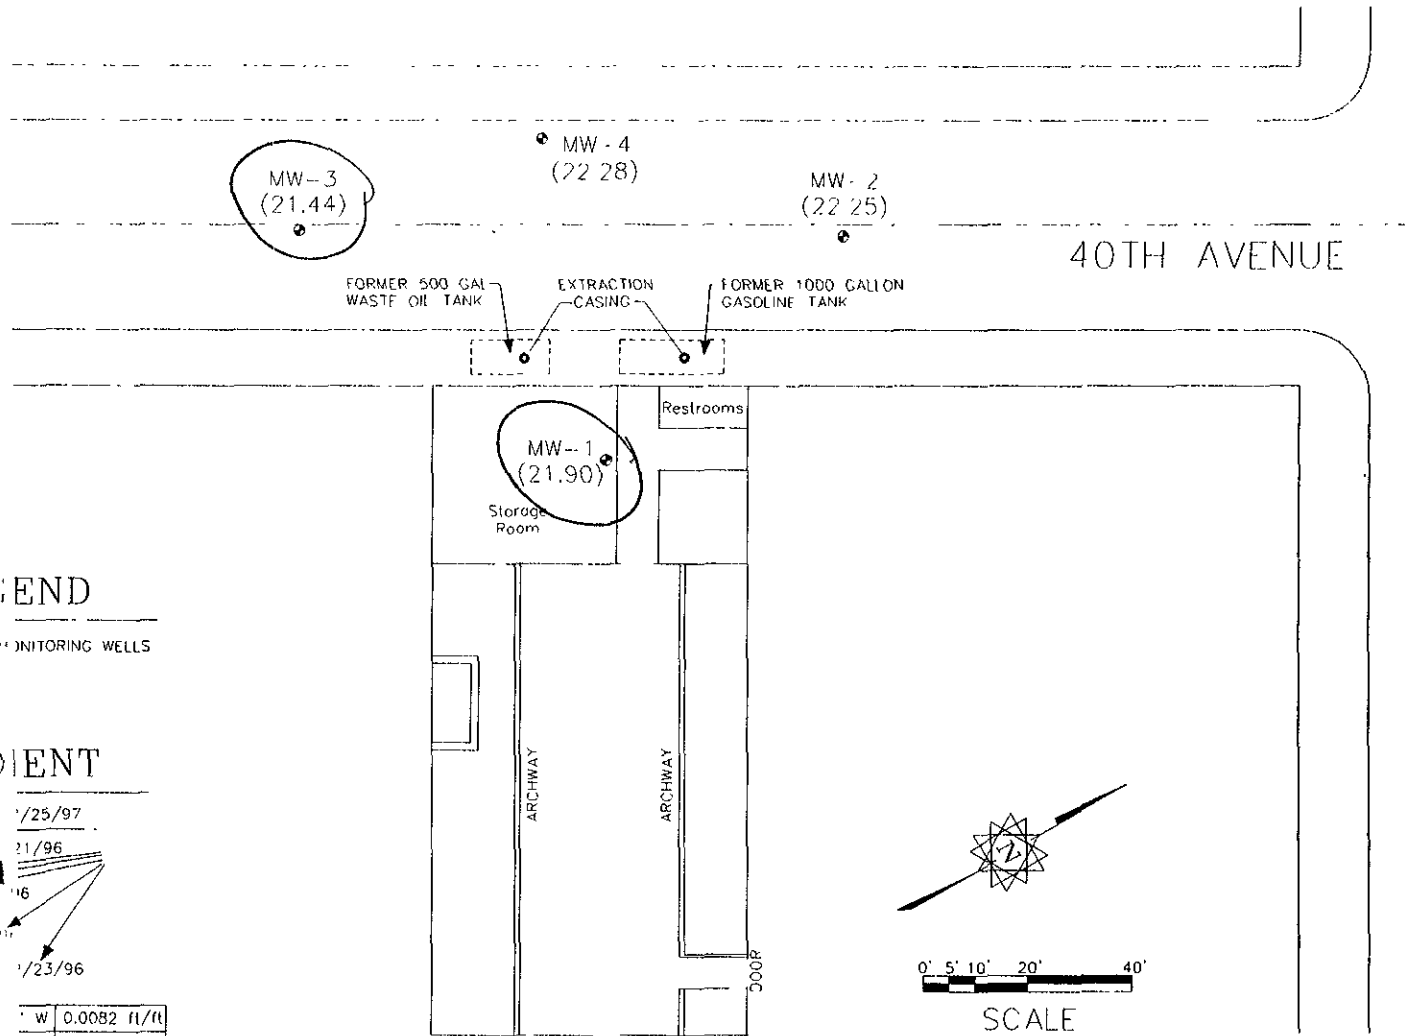 MW-4
(22 28)
MW-3
(21.44)
MW-2
(22 25)
40TH AVENUE
FORMER 500 GAL
WASTE OIL TANK
EXTRACTION
CASING
FORMER 1000 GALLON
GASOLINE TANK
Restrooms
MW--1
(21.90)
Storage
Room
END
ONITORING WELLS
IENT
/25/97
21/96
/23/96
W 0.0082 ft/ft
ARCHWAY
ARCHWAY
DOOR
N
0' 5' 10' 20' 40'
SCALE